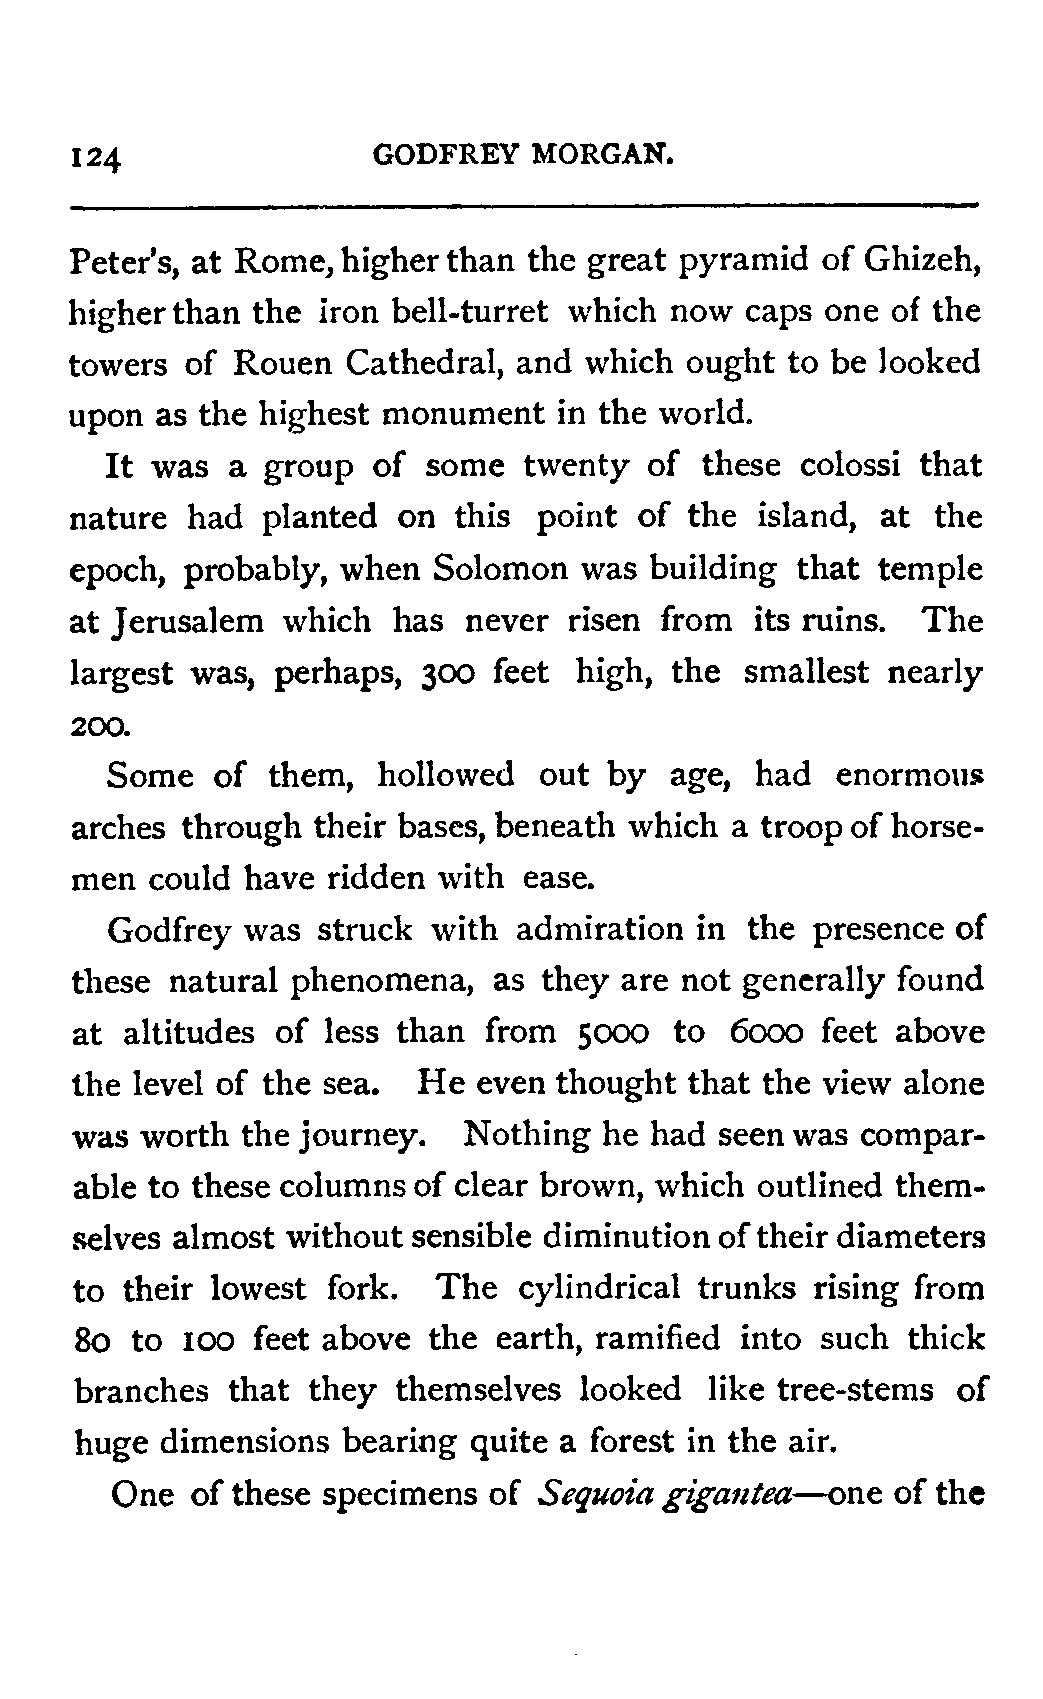 124 GODFREY MORGAN.
Peter's, at Rome, higher than the great pyramid of Ghizeh,
higher than the iron bell-turret which now caps one of the
towers of Rouen Cathedral, and which ought to be looked
upon as the highest monument in the world.
It was a group of some twenty of these colossi that
nature had planted on this point of the island, at the
epoch, probably, when Solomon was building that temple
at Jerusalem which has never risen from its ruins. The
largest was, perhaps, 300 feet high, the smallest nearly
200.
Some of them, hollowed out by age, had enormous
arches through their bases, beneath which a troop of horse-
men could have ridden with ease.
Godfrey was struck with admiration in the presence of
these natural phenomena, as they are not generally found
at altitudes of less than from 5000 to 6000 feet above
the level of the sea. He even thought that the view alone
was worth the journey. Nothing he had seen was compar-
able to these columns of clear brown, which outlined them-
selves almost without sensible diminution of their diameters
to their lowest fork. The cylindrical trunks rising from
80 to 100 feet above the earth, ramified into such thick
branches that they themselves looked like tree-stems of
huge dimensions bearing quite a forest in the air.
One of these specimens of Sequoia gigantea—one of the